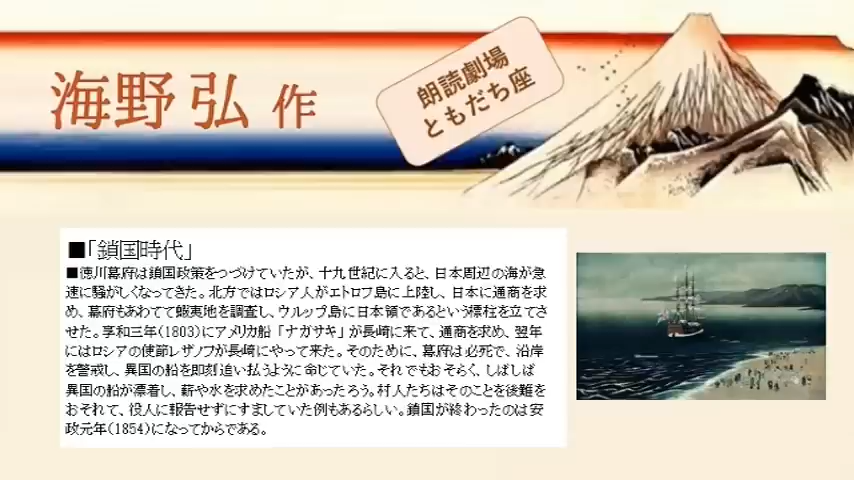 海野弘 作
朗読劇場
ともだち座
■「鎖国時代」
■徳川幕府は鎖国政策をつづけていたが、十九世紀に入ると、日本周辺の海が急
速に騒がしくなってきた。北方ではロシア人がエトロフ島に上陸し、日本に通商を求
め、幕府もあわてて蝦夷地を調査し、ウルップ島に日本領であるという標柱を立てさ
せた。享和三年(1803)にアメリカ船「ナガサキ」が長崎に来て、通商を求め、翌年
にはロシアの使節レザノフが長崎にやって来た。そのために、幕府は必死で、沿岸
を警戒し、異国の船を即刻追い払うように命じていた。それでもおそらく、しばしば
異国の船が漂着し、薪や水を求めたことがあったろう。村人たちはそのことを後難を
おそれて、役人に報告せずにすましていた例もあるらしい。鎖国が終わったのは安
政元年(1854)になってからである。